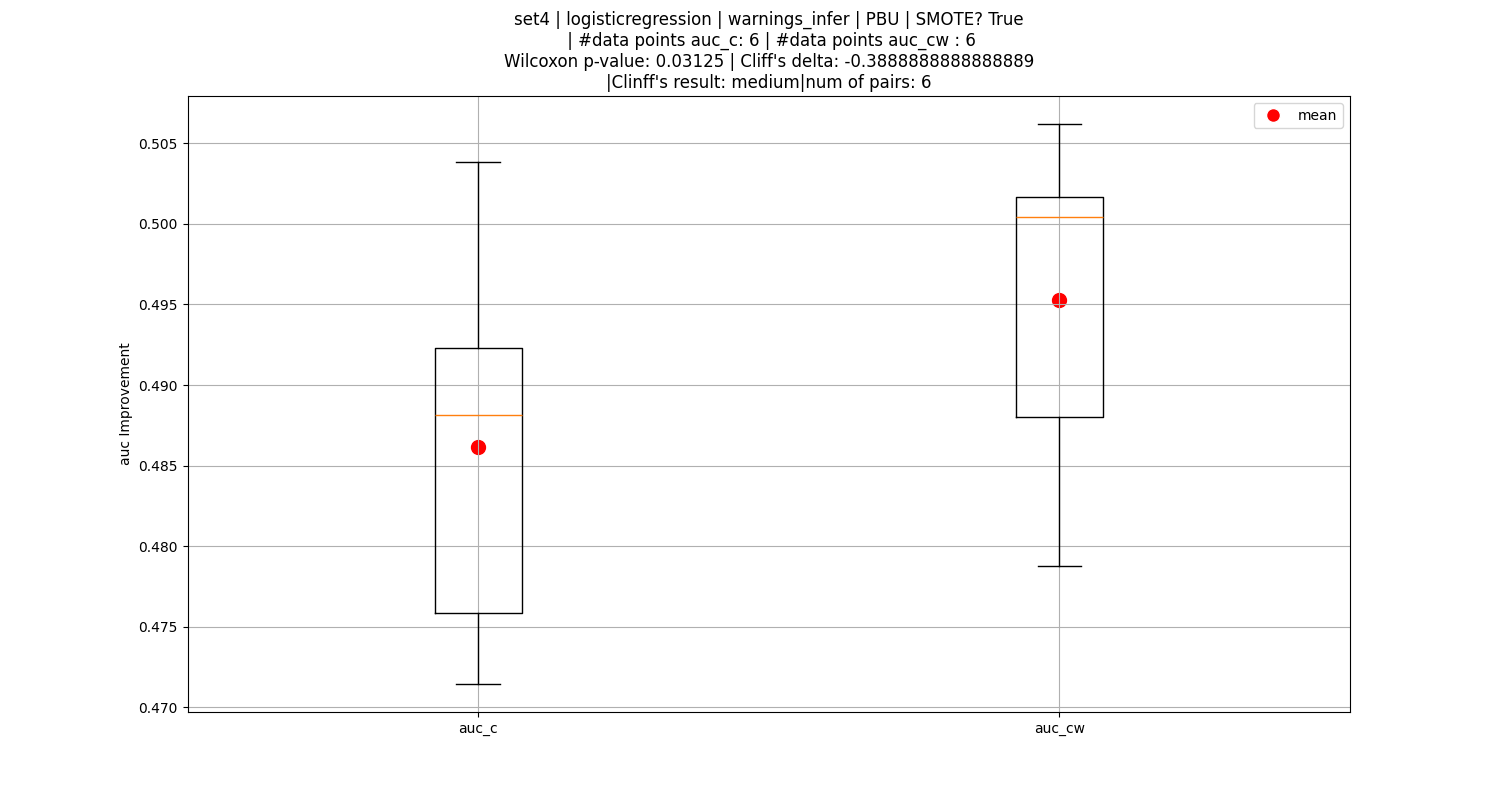 set4 | logisticregression | warnings_infer | PBU | SMOTE? True
| #data points auc_c: 6 | #data points auc_cw : 6
Wilcoxon p-value: 0.03125 | Cliff's delta: -0.3888888888888889
|Clinff's result: medium|num of pairs: 6
mean
0.505
0.500
0.495
0.490
0.485
0.480
0.475
0.470
auc Improvement
auc_c
auc_cw